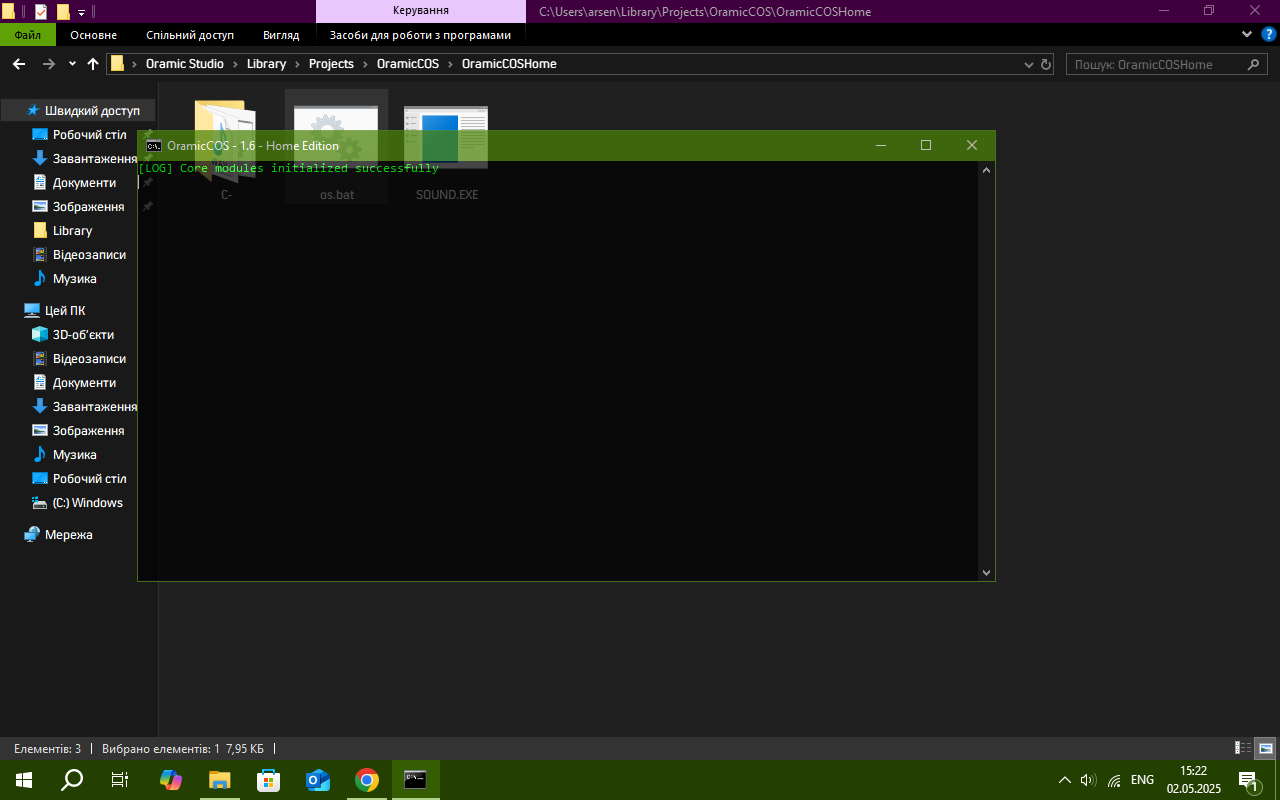 Керування
C:\Users\arsen\Library\Projects\OramicCOS\OramicCOSHome
Файл Основне Спільний доступ Вигляд Засоби для роботи з програмами
Oramic Studio Library Projects OramicCOS OramicCOSHome
Пошук: OramicCOSHome
Швидкий доступ
Робочий стіл
Завантаження
Документи
Зображення
Library
Відеозаписи
Музика
Цей ПК
3D-об'єкти
Відеозаписи
Документи
Завантаження
Зображення
Музика
Робочий стіл
(C:) Windows
Мережа
OramicCOS - 1.6 - Home Edition
[LOG] Core modules initialized successfully
C-
os.bat
SOUND.EXE
Елементів: 3 Вибрано елементів: 1 7,95 КБ
ENG
15:22
02.05.2025
1